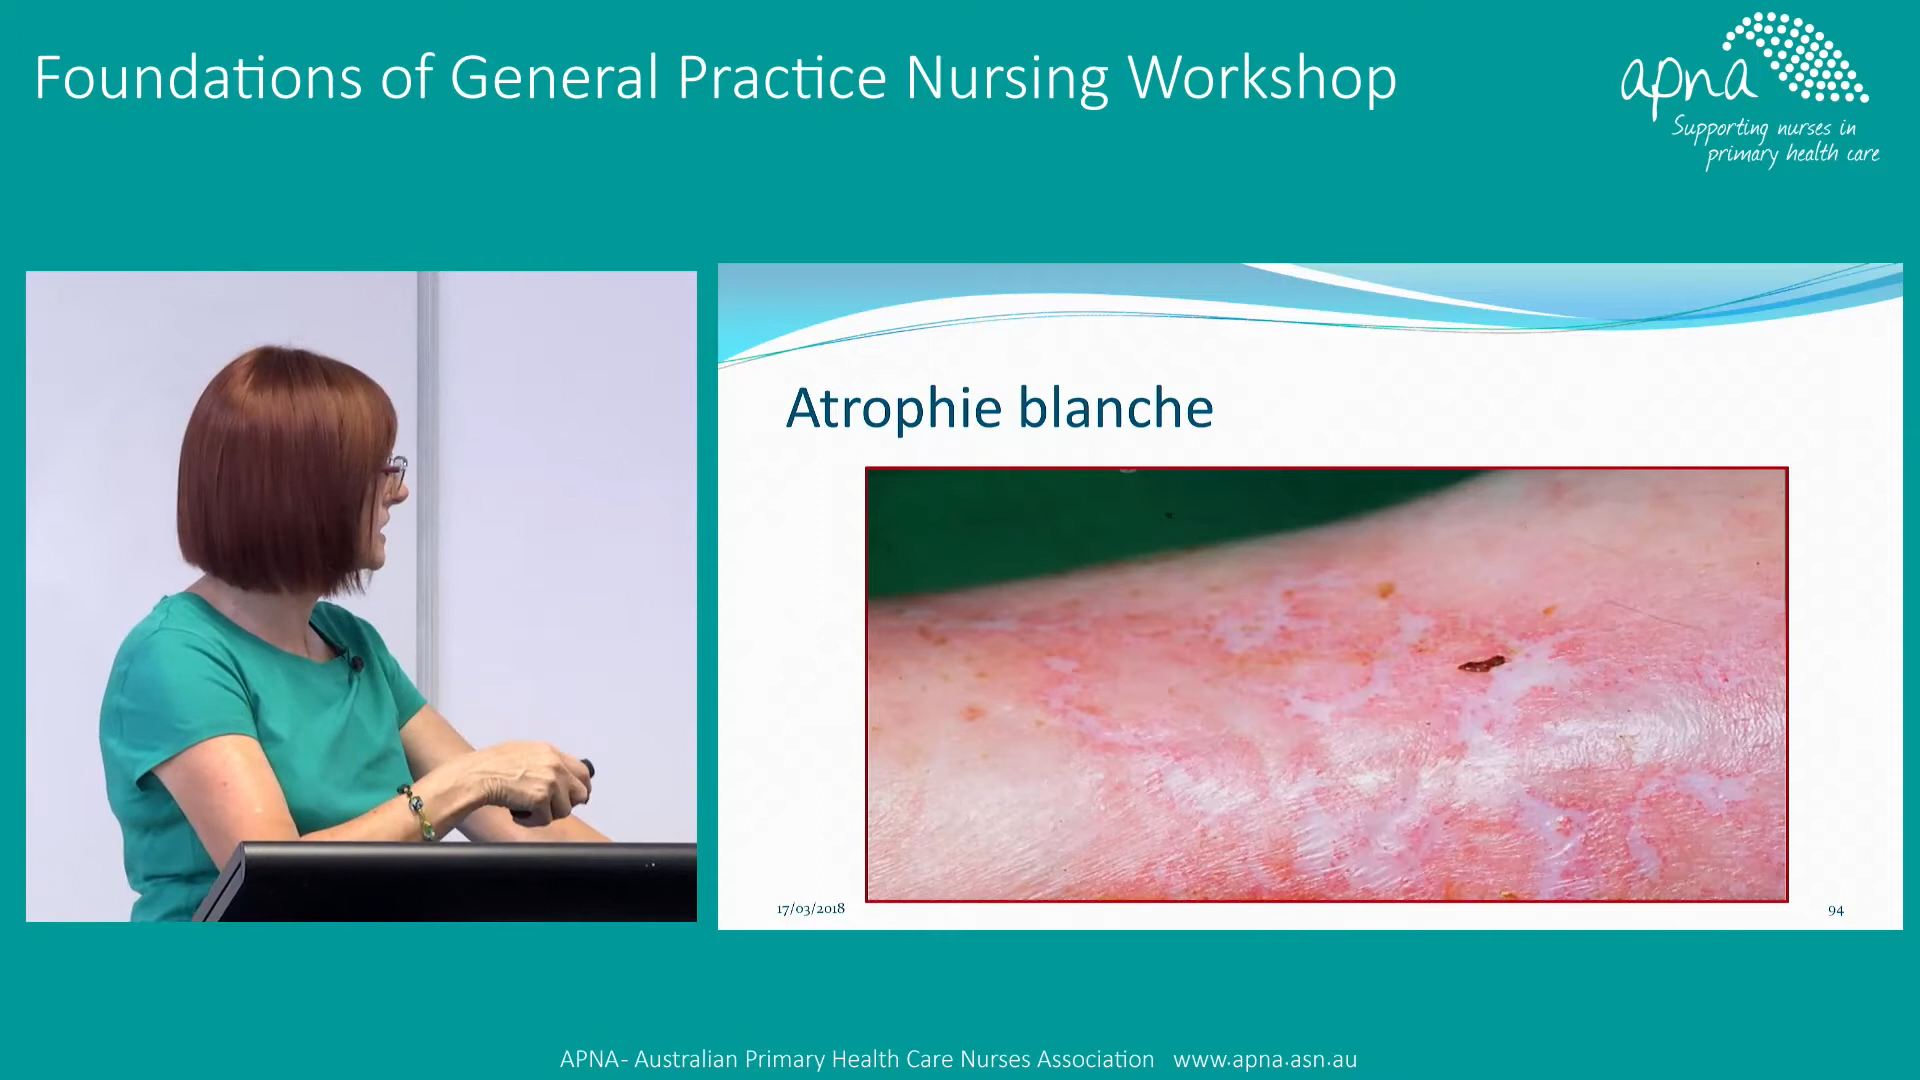 Foundations of General Practice Nursing Workshop
apna
Supporting nurses in
primary health care
Atrophie blanche
17/03/2018
94
APNA- Australian Primary Health Care Nurses Association www.apna.asn.au